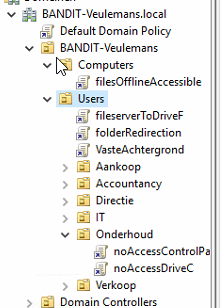 BANDIT-Veulemans.local
Default Domain Policy
BANDIT-Veulemans
Computers
filesOfflineAccessible
Users
fileserverToDriveF
folderRedirection
VasteAchtergrond
Aankoop
Accountancy
Directie
IT
Onderhoud
noAccessControlPa
noAccessDriveC
Verkoop
Domain Controllers